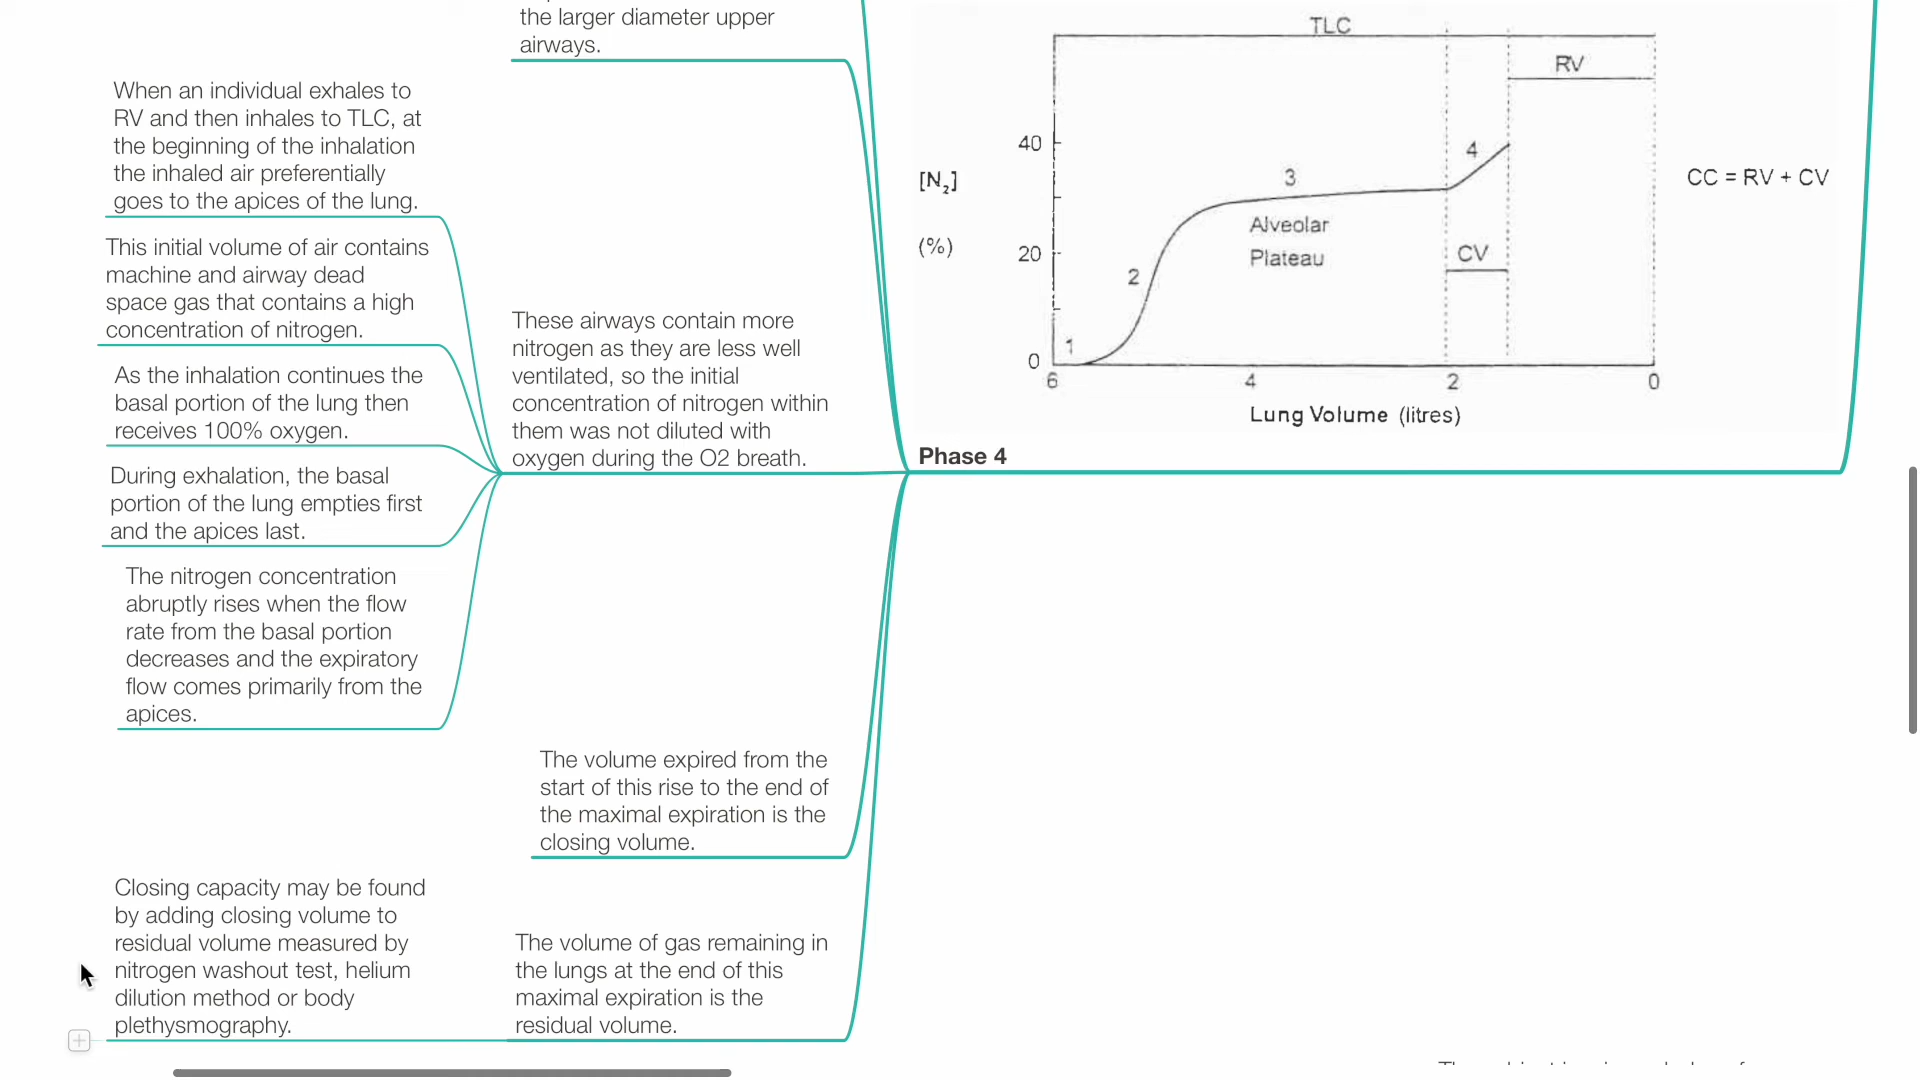 the larger diameter upper
airways.
When an individual exhales to
RV and then inhales to TLC, at
the beginning of the inhalation
the inhaled air preferentially
goes to the apices of the lung.
This initial volume of air contains
machine and airway dead
space gas that contains a high
concentration of nitrogen.
As the inhalation continues the
basal portion of the lung then
receives 100% oxygen.
During exhalation, the basal
portion of the lung empties first
and the apices last.
The nitrogen concentration
abruptly rises when the flow
rate from the basal portion
decreases and the expiratory
flow comes primarily from the
apices.
These airways contain more
nitrogen as they are less well
ventilated, so the initial
concentration of nitrogen within
them was not diluted with
oxygen during the O2 breath.
The volume expired from the
start of this rise to the end of
the maximal expiration is the
closing volume.
Closing capacity may be found
by adding closing volume to
residual volume measured by
nitrogen washout test, helium
dilution method or body
plethysmography.
The volume of gas remaining in
the lungs at the end of this
maximal expiration is the
residual volume.
TLC
RV
40
4
[N₂]
3
CC = RV + CV
Alveolar
(%)
20
CV
Plateau
2
1
0
6 4 2 0
Lung Volume (litres)
Phase 4